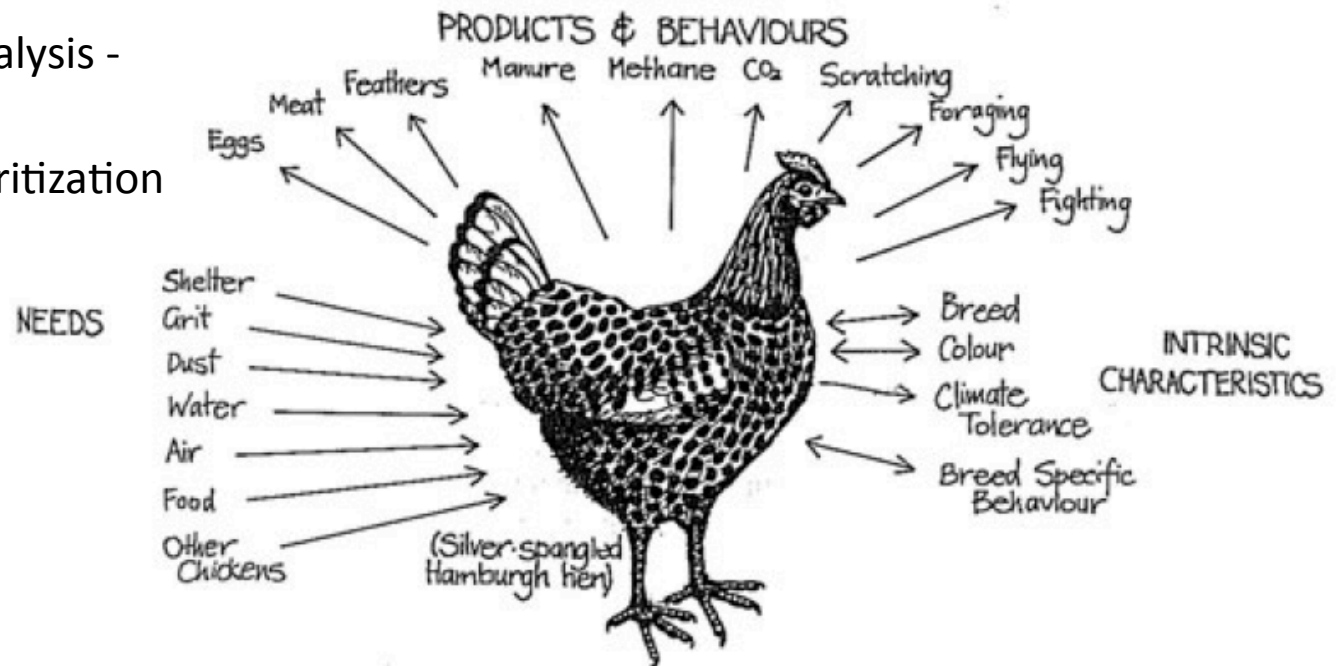 alysis -
ritization
PRODUCTS & BEHAVIOURS
Eggs
Meat
Feathers
Manure
Methane
CO₂
Scratching
Foraging
Flying
Fighting
NEEDS
Shelter
Grit
Dust
Water
Air
Food
Other
Chickens
(Silver-spangled
Hamburgh hen)
Breed
Colour
Climate
Tolerance
Breed Specific
Behaviour
INTRINSIC
CHARACTERISTICS